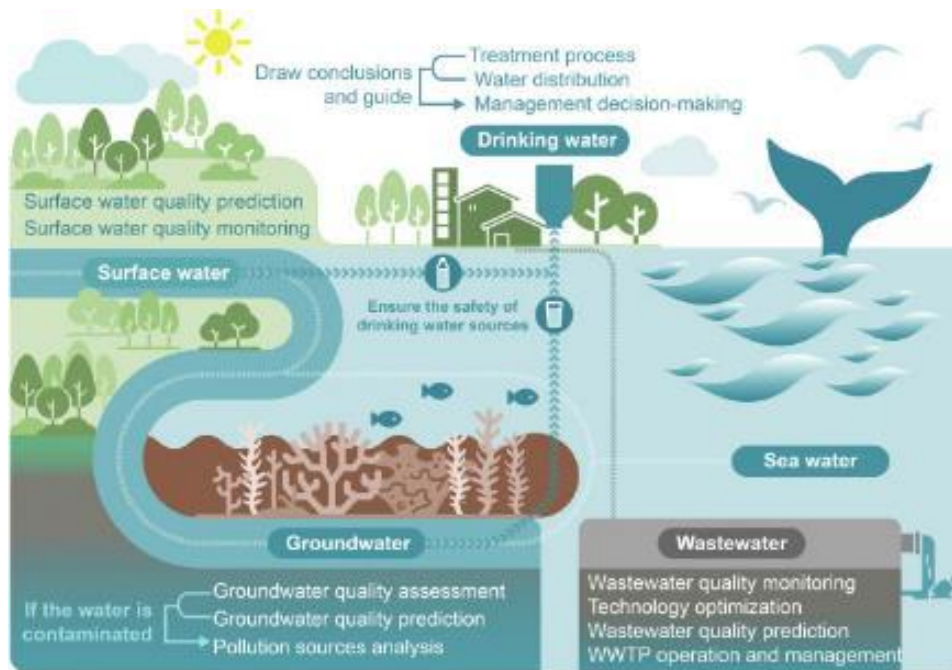 Draw conclusions
and guide
Treatment process
Water distribution
Management decision-making
Drinking water
Surface water quality prediction
Surface water quality monitoring
Surface water
Ensure the safety of
drinking water sources
Sea water
Groundwater
Wastewater
If the water is
contaminated
Groundwater quality assessment
Groundwater quality prediction
Pollution sources analysis
Wastewater quality monitoring
Technology optimization
Wastewater quality prediction
WWTP operation and management